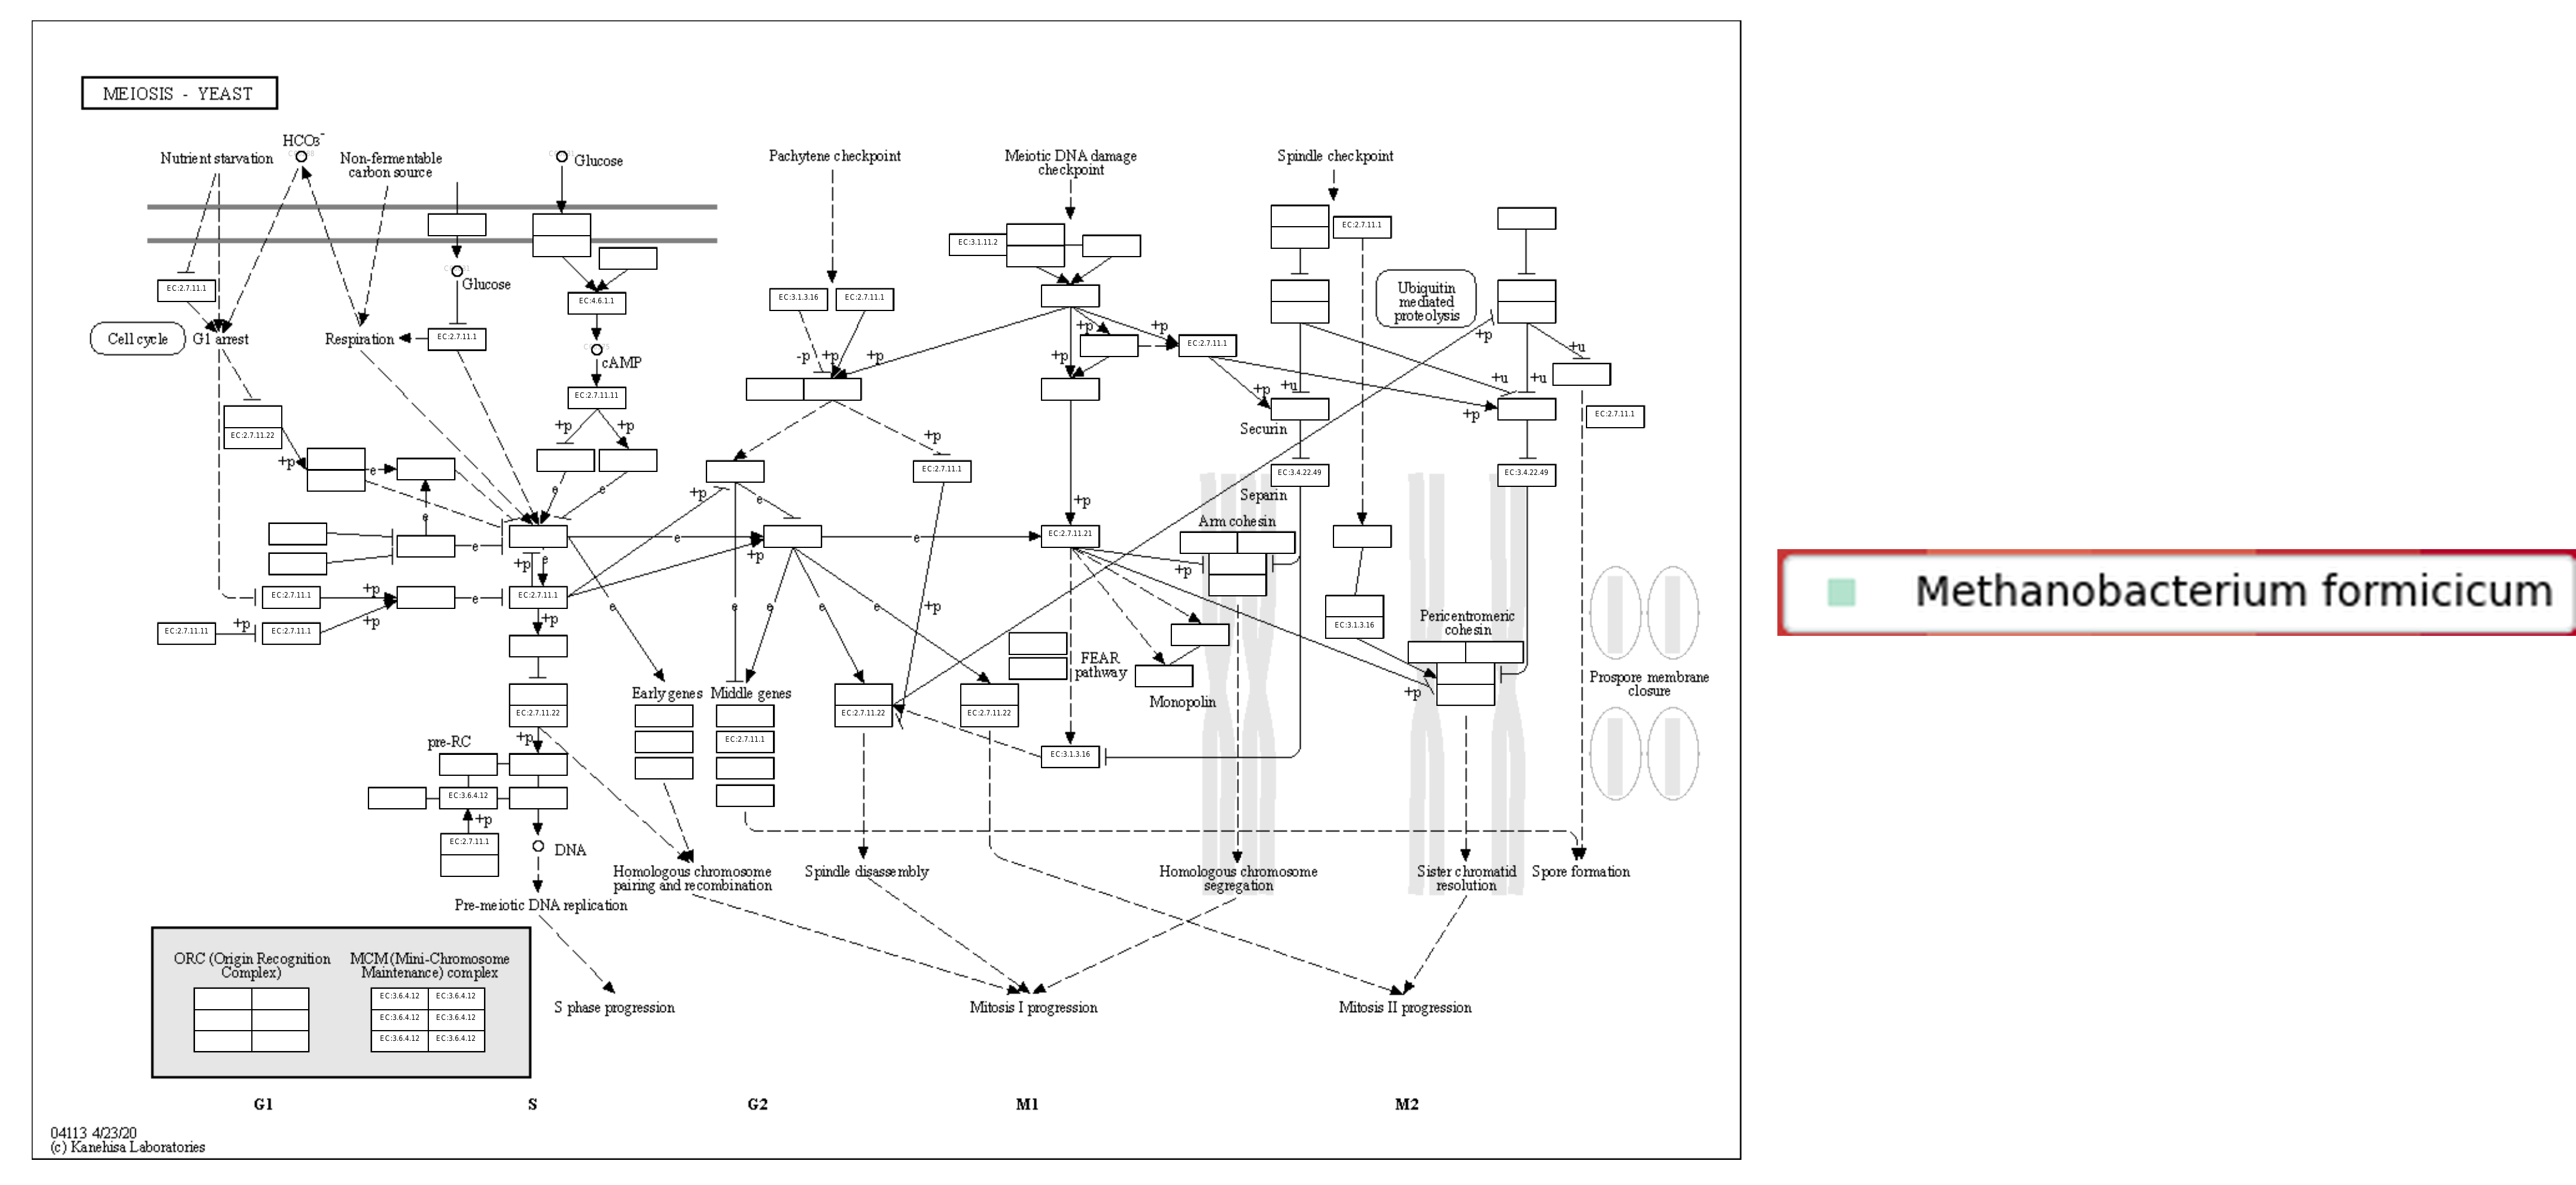 MEIOSIS - YEAST
HCO3-
Nutrient starvation
Non-fermentable
carbon source
Glucose
Pachytene checkpoint
Meiotic DNA damage
checkpoint
Spindle checkpoint
EC:2.7.11.1
EC:3.1.11.2
Glucose
EC:2.7.11.1
EC:4.6.1.1
EC:3.1.3.16
EC:2.7.11.1
Ubiquitin
mediated
proteolysis
Cell cycle
G1 arrest
Respiration
EC:2.7.11.1
cAMP
-p
+p
+p
+p
+p
+p
EC:2.7.11.1
+p
+u
EC:2.7.11.11
+p
+u
+u
+u
+p
EC:2.7.11.1
EC:2.7.11.22
+p
+p
+p
Securin
+p
e
EC:2.7.11.1
EC:3.4.22.49
EC:3.4.22.49
e
e
+p
e
+p
Separin
e
Arm cohesin
e
e
+p
e
+p
e
e
EC:2.7.11.21
+p
EC:2.7.11.1
+p
e
EC:2.7.11.1
e
e
e
e
e
+p
EC:2.7.11.11
+p
EC:2.7.11.1
+p
+p
EC:3.1.3.16
Pericentromeric
cohesin
FEAR
pathway
Early genes
Middle genes
Monopolin
+p
Prospore membrane
closure
EC:2.7.11.22
EC:2.7.11.22
EC:2.7.11.22
pre-RC
+p
EC:2.7.11.1
EC:3.1.3.16
EC:3.6.4.12
+p
EC:2.7.11.1
DNA
Homologous chromosome
pairing and recombination
Spindle disassembly
Homologous chromosome
segregation
Sister chromatid
resolution
Spore formation
Pre-meiotic DNA replication
ORC (Origin Recognition
Complex)
MCM (Mini-Chromosome
Maintenance) complex
EC:3.6.4.12 EC:3.6.4.12
EC:3.6.4.12 EC:3.6.4.12
EC:3.6.4.12 EC:3.6.4.12
S phase progression
Mitosis I progression
Mitosis II progression
G1
S
G2
M1
M2
04113 4/23/20
(c) Kanehisa Laboratories
Methanobacterium formicicum